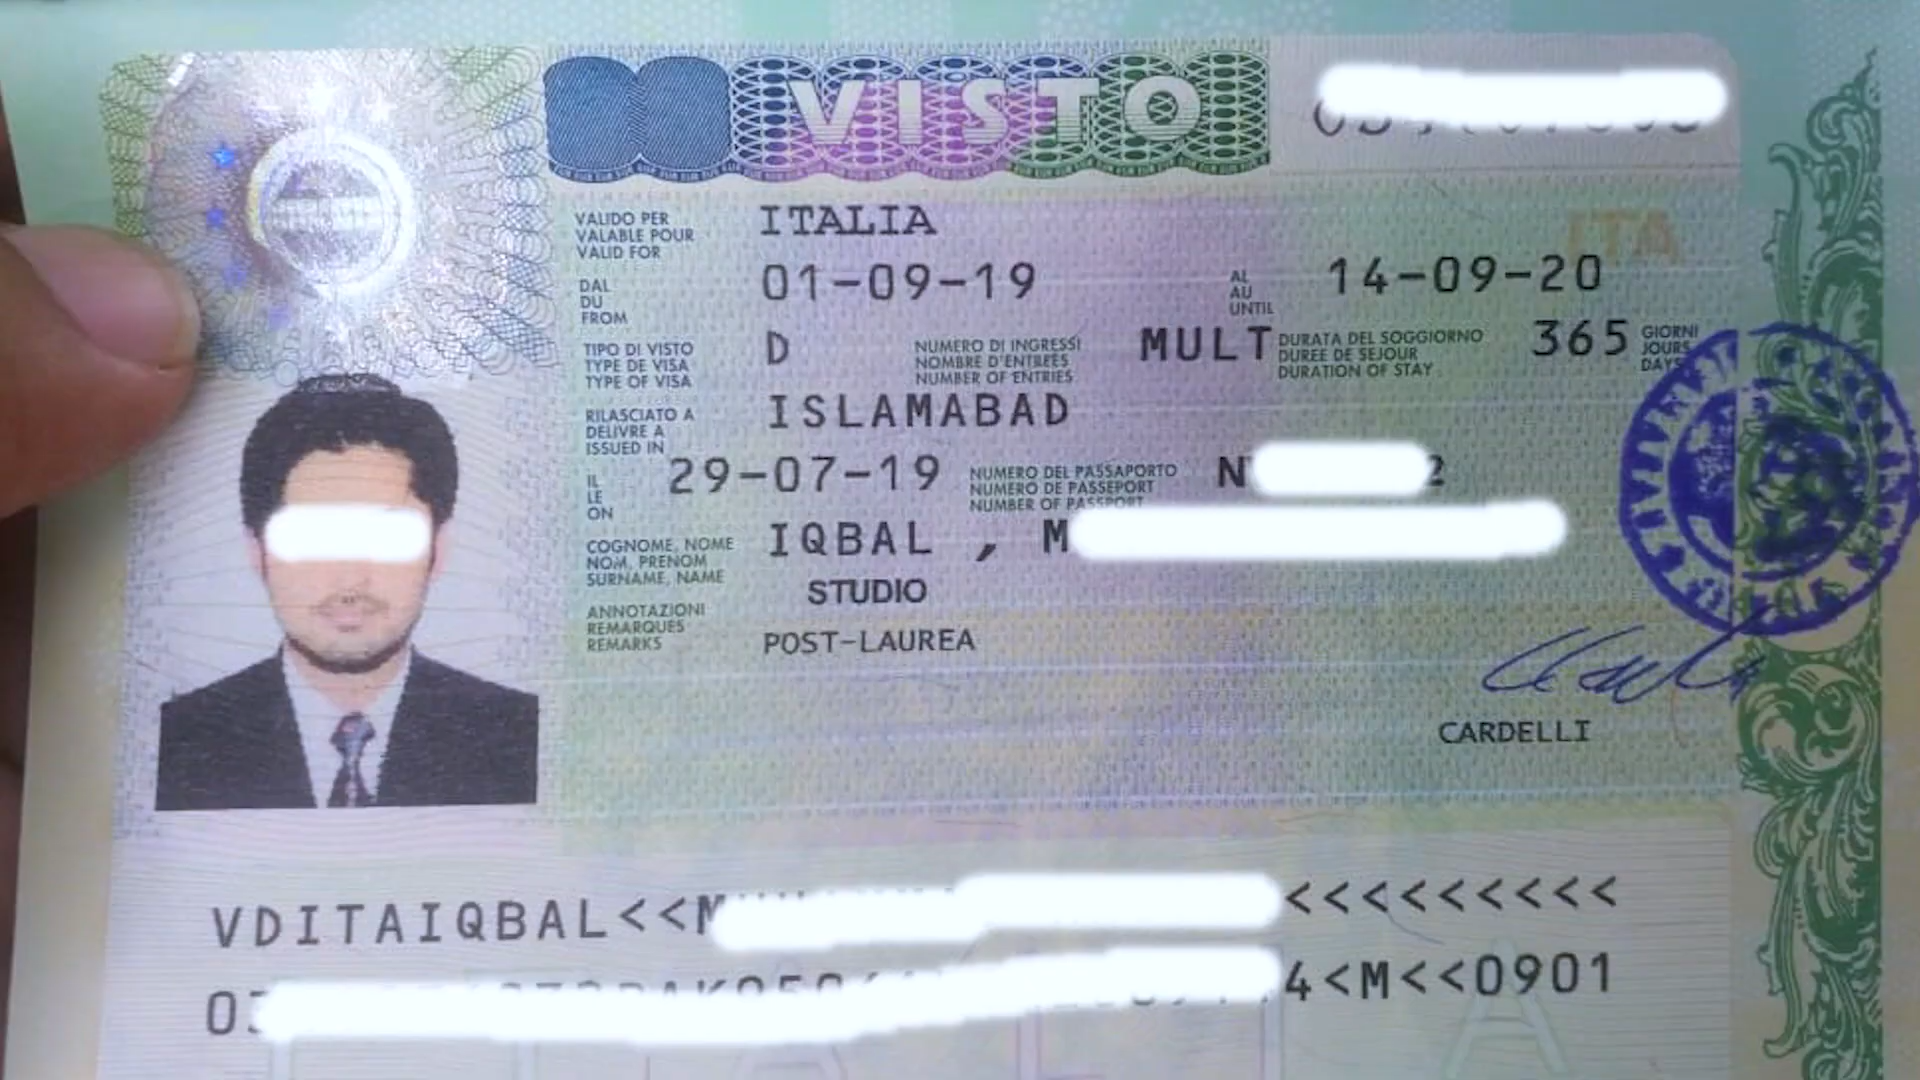 VISTO
VALIDO PER
VALABLE POUR
VALID FOR
ITALIA
ITA
DAL
DU
FROM
01-09-19
AL
AU
UNTIL
14-09-20
TIPO DI VISTO
TYPE DE VISA
TYPE OF VISA
D
NUMERO DI INGRESSI
NOMBRE D'ENTREES
NUMBER OF ENTRIES
MULT
DURATA DEL SOGGIORNO
DUREE DE SEJOUR
DURATION OF STAY
365
GIORNI
JOURS
DAYS
RILASCIATO A
DELIVRE A
ISSUED IN
ISLAMABAD
IL
LE
ON
29-07-19
NUMERO DEL PASSAPORTO
NUMERO DE PASSEPORT
NUMBER OF PASSPORT
COGNOME, NOME
NOM, PRENOM
SURNAME, NAME
IQBAL , M
STUDIO
ANNOTAZIONI
REMARQUES
REMARKS
POST-LAUREA
CARDELLI
VDITAIQBAL<<M <<<<<<<<<
4<M<<0901